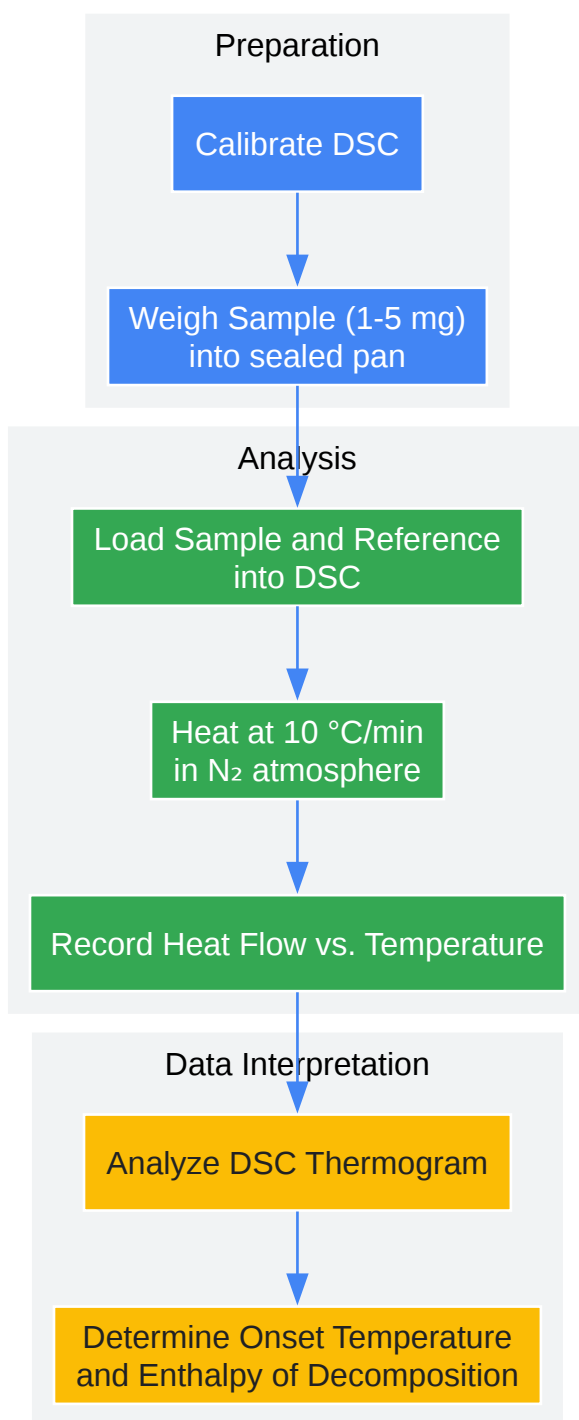 Preparation
Calibrate DSC
Weigh Sample (1-5 mg)
into sealed pan
Analysis
Load Sample and Reference
into DSC
Heat at 10 °C/min
in N₂ atmosphere
Record Heat Flow vs. Temperature
Data Interpretation
Analyze DSC Thermogram
Determine Onset Temperature
and Enthalpy of Decomposition